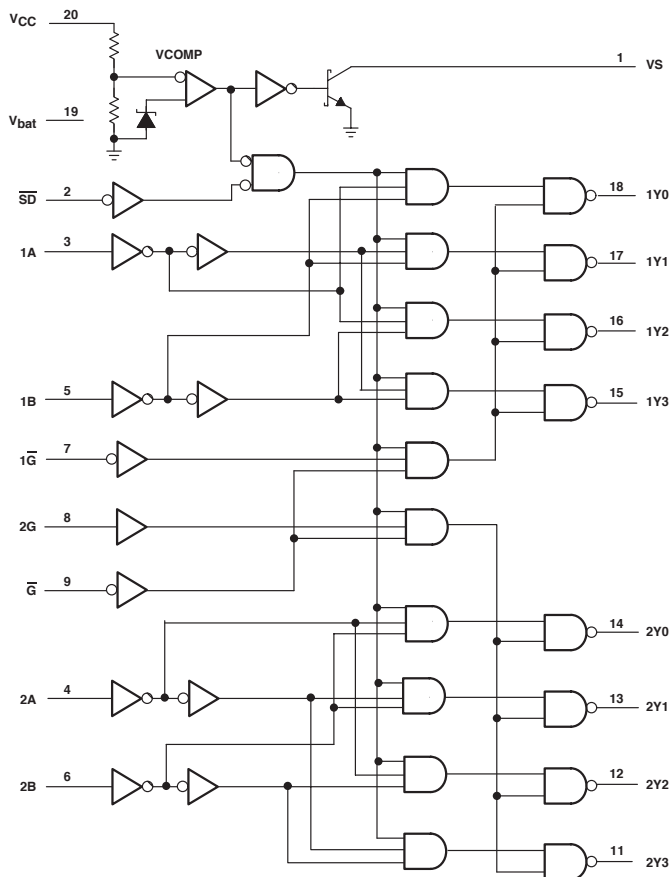 VCC 20
VCOMP
1 VS
Vbat 19
SD 2
18 1Y0
1A 3
17 1Y1
16 1Y2
1B 5
15 1Y3
1G 7
2G 8
G 9
14 2Y0
2A 4
13 2Y1
2B 6
12 2Y2
11 2Y3